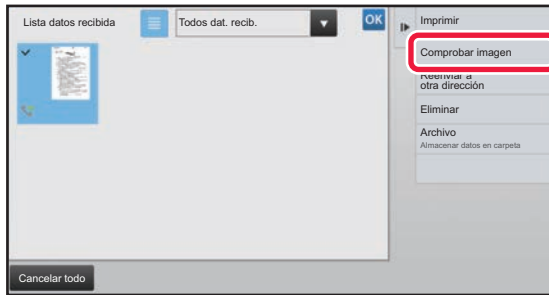 Lista datos recibida
Todos dat. recib.
OK
Imprimir
Comprobar imagen
Reenviar a
otra dirección
Eliminar
Archivo
Almacenar datos en carpeta
Cancelar todo